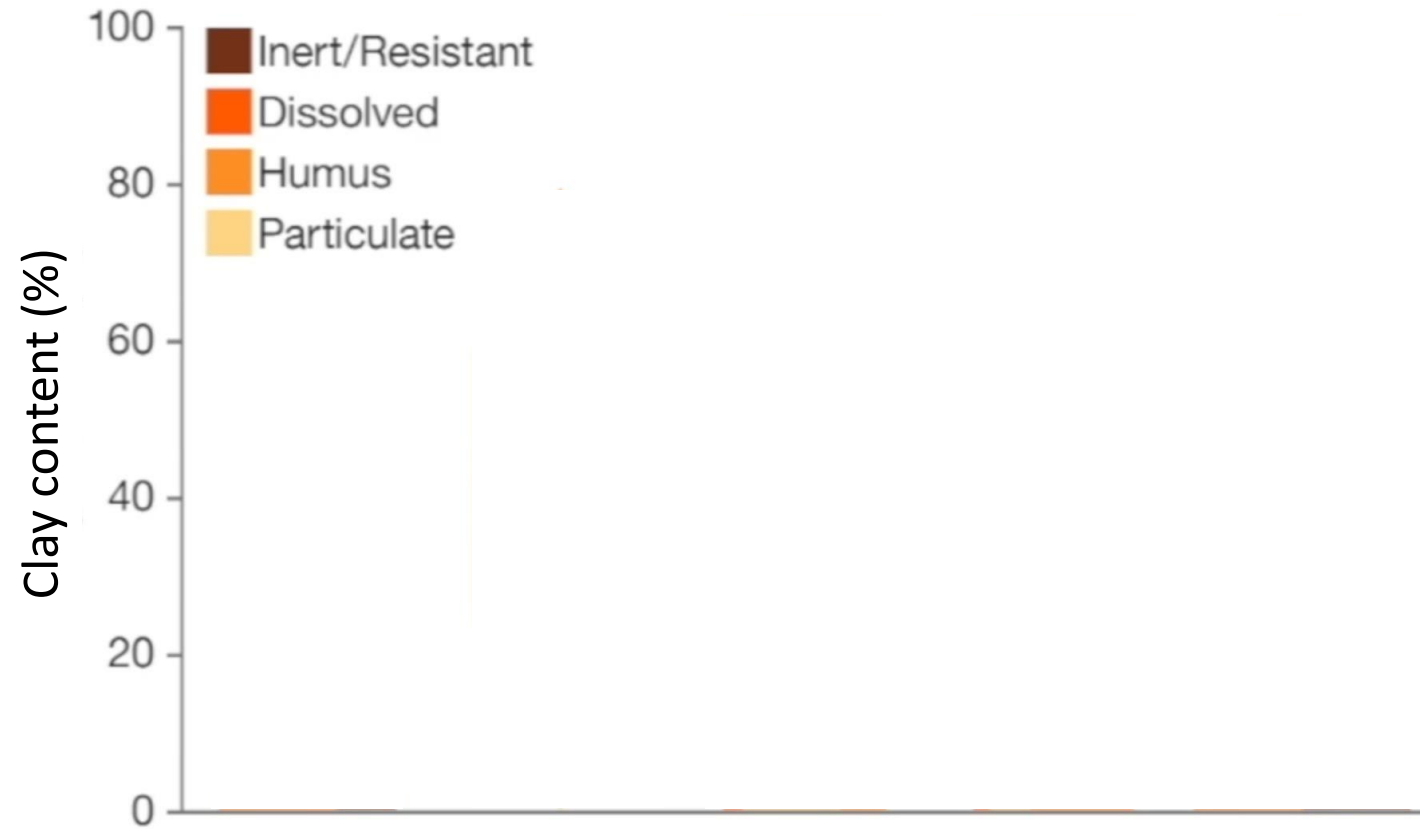 100
Inert/Resistant
Dissolved
80
Humus
Particulate
Clay content (%)
60
40
20
0